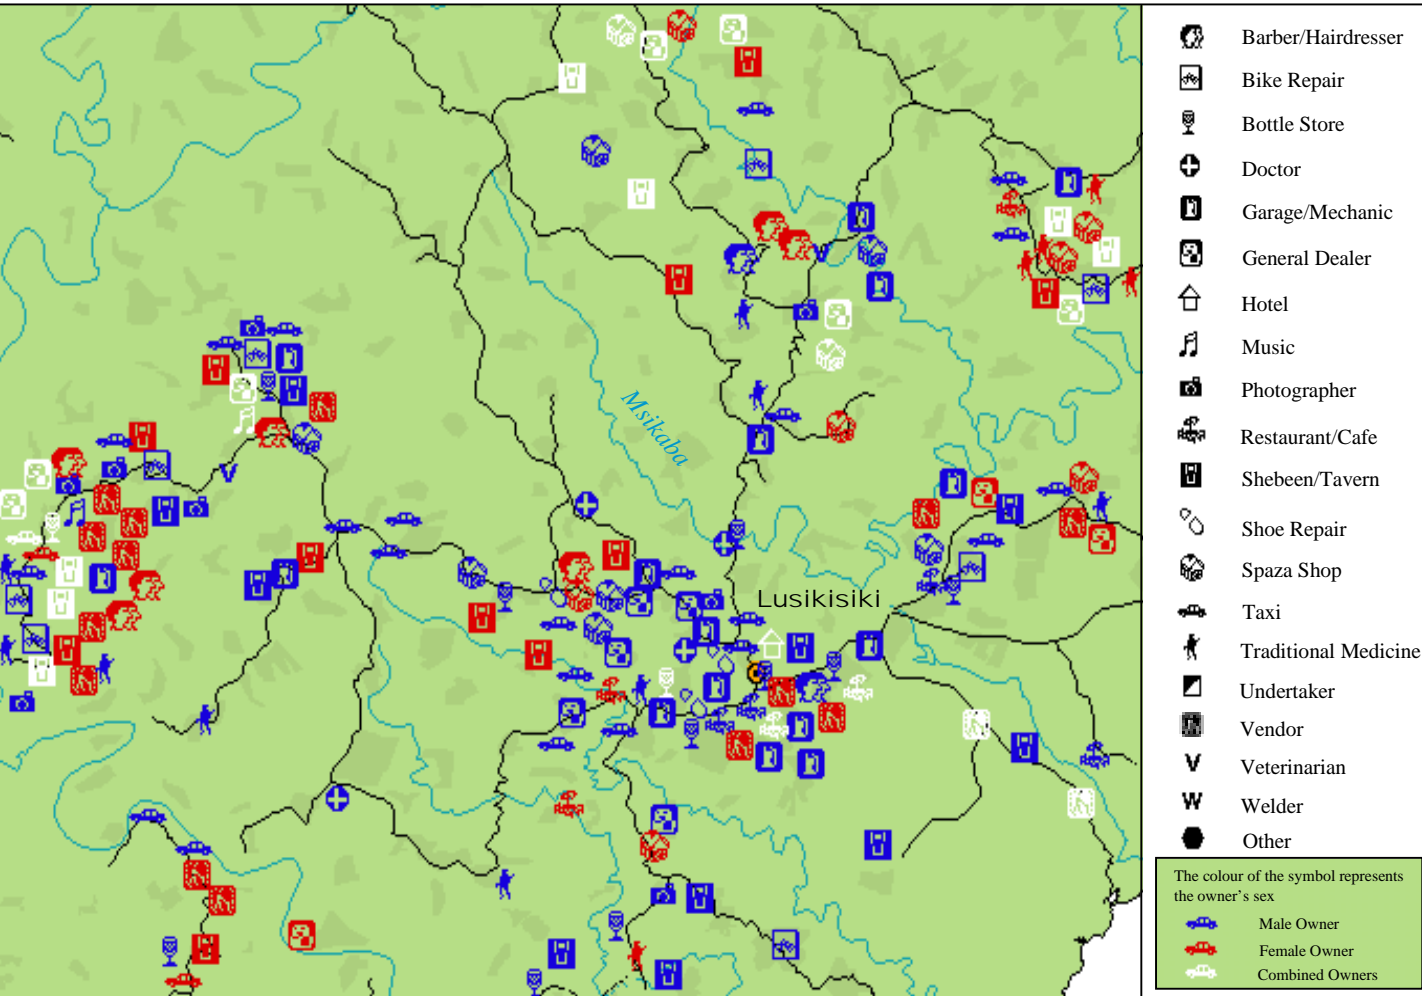 Msikaba
Lusikisiki
Barber/Hairdresser
Bike Repair
Bottle Store
Doctor
Garage/Mechanic
General Dealer
Hotel
Music
Photographer
Restaurant/Cafe
Shebeen/Tavern
Shoe Repair
Spaza Shop
Taxi
Traditional Medicine
Undertaker
Vendor
V Veterinarian
W Welder
Other
The colour of the symbol represents
the owner's sex
Male Owner
Female Owner
Combined Owners
V
V